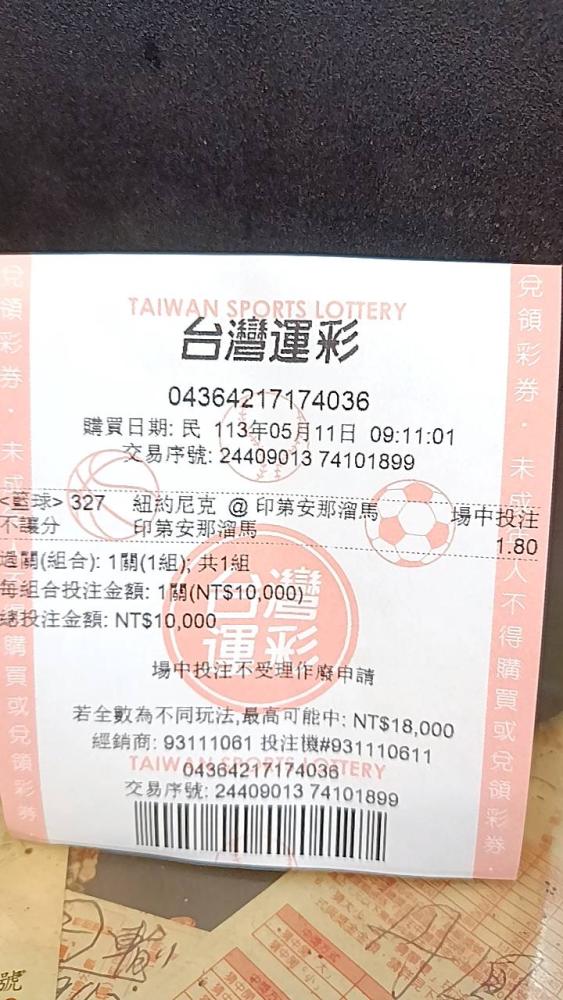 TAIWAN SPORTS LOTTERY
台灣運彩
04364217174036
購買日期: 民 113年05月11日 09:11:01
交易序號: 24409013 74101899
<籃球> 327 紐約尼克 @ 印第安那溜馬 場中投注
不讓分 印第安那溜馬 1.80
過關(組合): 1關(1組); 共1組
每組合投注金額: 1關(NT$10,000)
總投注金額: NT$10,000
台灣
運彩
場中投注不受理作廢申請
若全數為不同玩法,最高可能中: NT$18,000
經銷商: 93111061 投注機#931110611
TAIWAN SPORTS LOTTERY
04364217174036
交易序號: 24409013 74101899
兌領彩券・未成
購買或兌領彩券
兌領彩券・未成
人不得購買或兌領彩券・
號